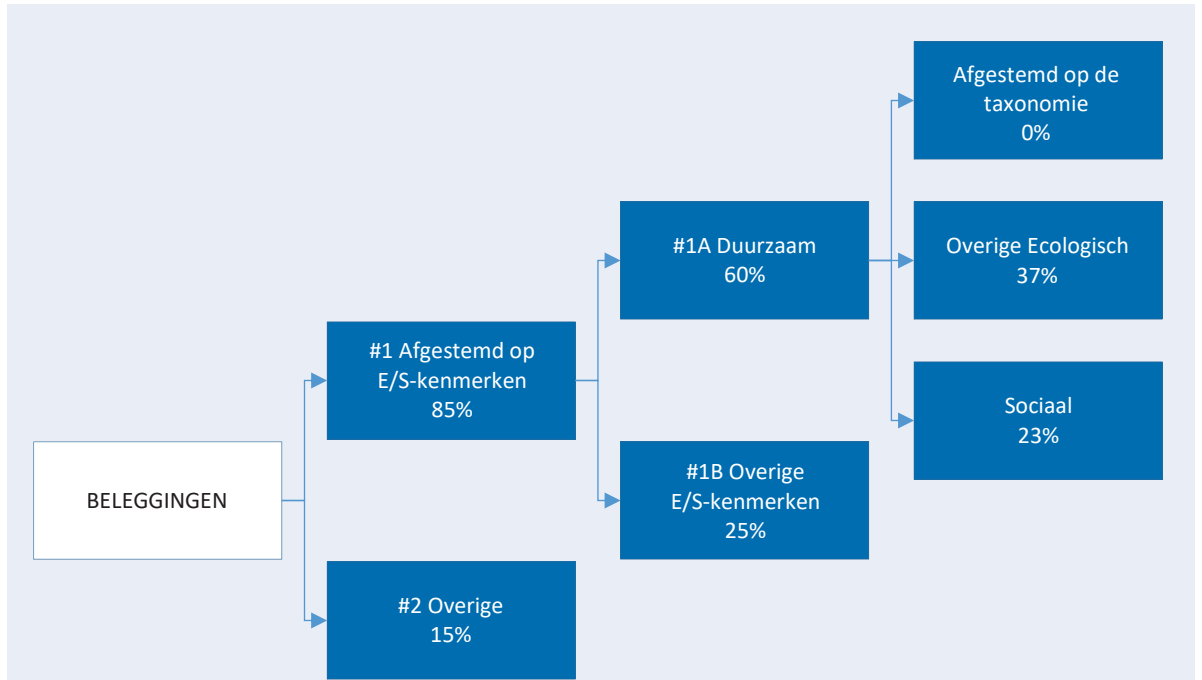 Afgestemd op de
taxonomie
0%
#1A Duurzaam
60%
Overige Ecologisch
37%
#1 Afgestemd op
E/S-kenmerken
85%
Sociaal
23%
BELEGGINGEN
#1B Overige
E/S-kenmerken
25%
#2 Overige
15%